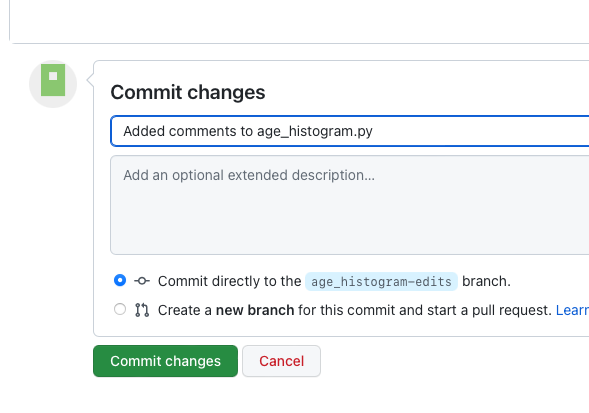 Commit changes
Added comments to age_histogram.py
Add an optional extended description...
Commit directly to the age_histogram-edits branch.
Create a new branch for this commit and start a pull request. Learn
Commit changes
Cancel